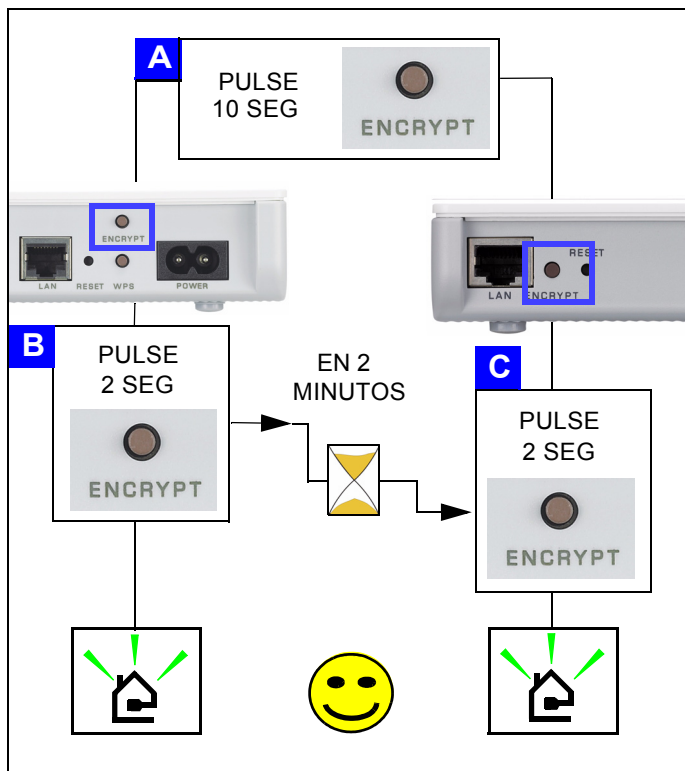 A
PULSE
10 SEG
ENCRYPT
ENCRYPT
LAN
RESET
WPS
POWER
RESET
LAN
ENCRYPT
B
PULSE
2 SEG
ENCRYPT
EN 2
MINUTOS
C
PULSE
2 SEG
ENCRYPT